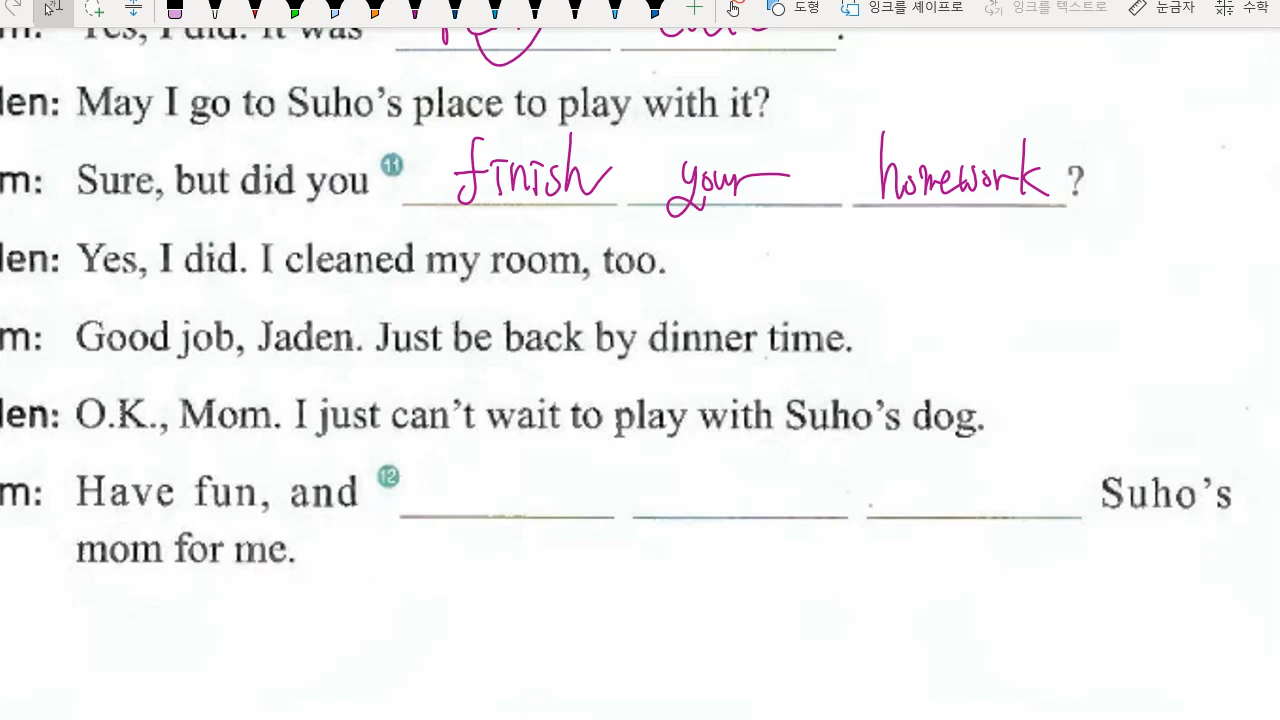 도형 잉크를 셰이프로 잉크를 텍스트로 눈금자 수학
Yes, I did. It was .
len: May I go to Suho's place to play with it?
m: Sure, but did you ⑪ finish your homework ?
len: Yes, I did. I cleaned my room, too.
m: Good job, Jaden. Just be back by dinner time.
len: O.K., Mom. I just can't wait to play with Suho's dog.
m: Have fun, and ⑫ Suho's
mom for me.